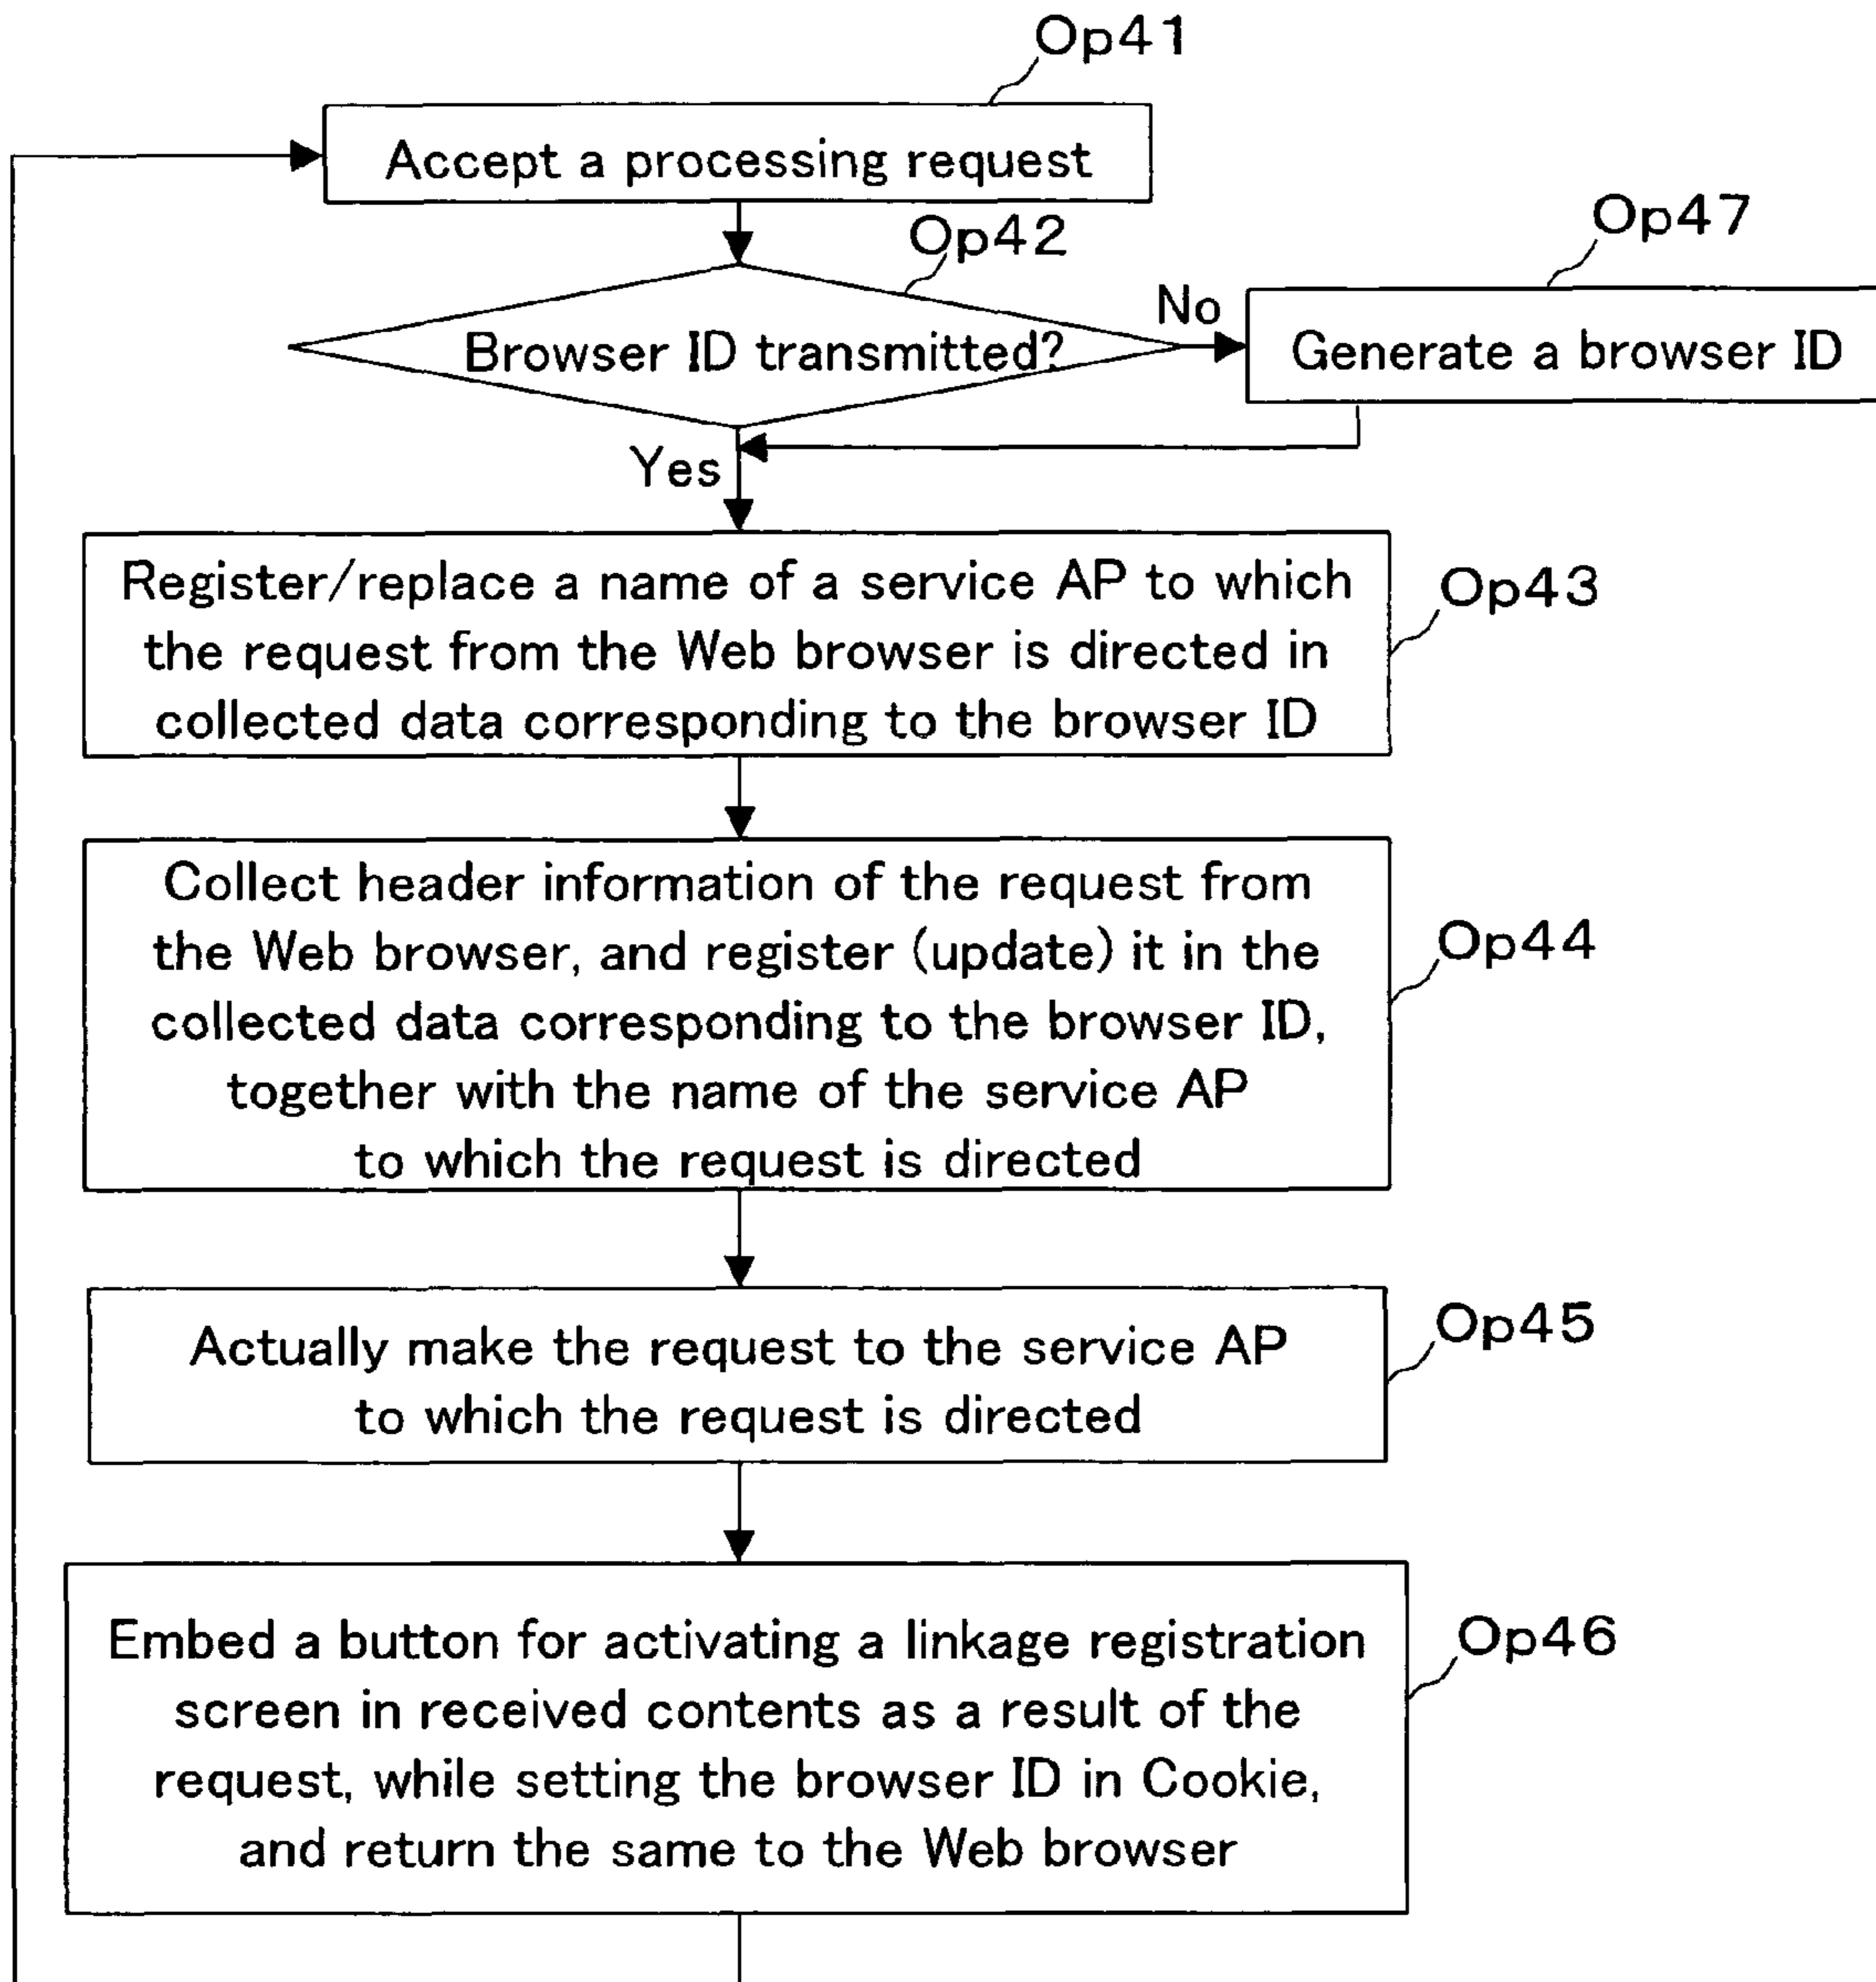 Op41
Accept a processing request
Op42
Op47
Browser ID transmitted?
No
Generate a browser ID
Yes
Register/replace a name of a service AP to which
the request from the Web browser is directed in
collected data corresponding to the browser ID
Op43
Collect header information of the request from
the Web browser, and register (update) it in the
collected data corresponding to the browser ID,
together with the name of the service AP
to which the request is directed
Op44
Actually make the request to the service AP
to which the request is directed
Op45
Embed a button for activating a linkage registration
screen in received contents as a result of the
request, while setting the browser ID in Cookie,
and return the same to the Web browser
Op46